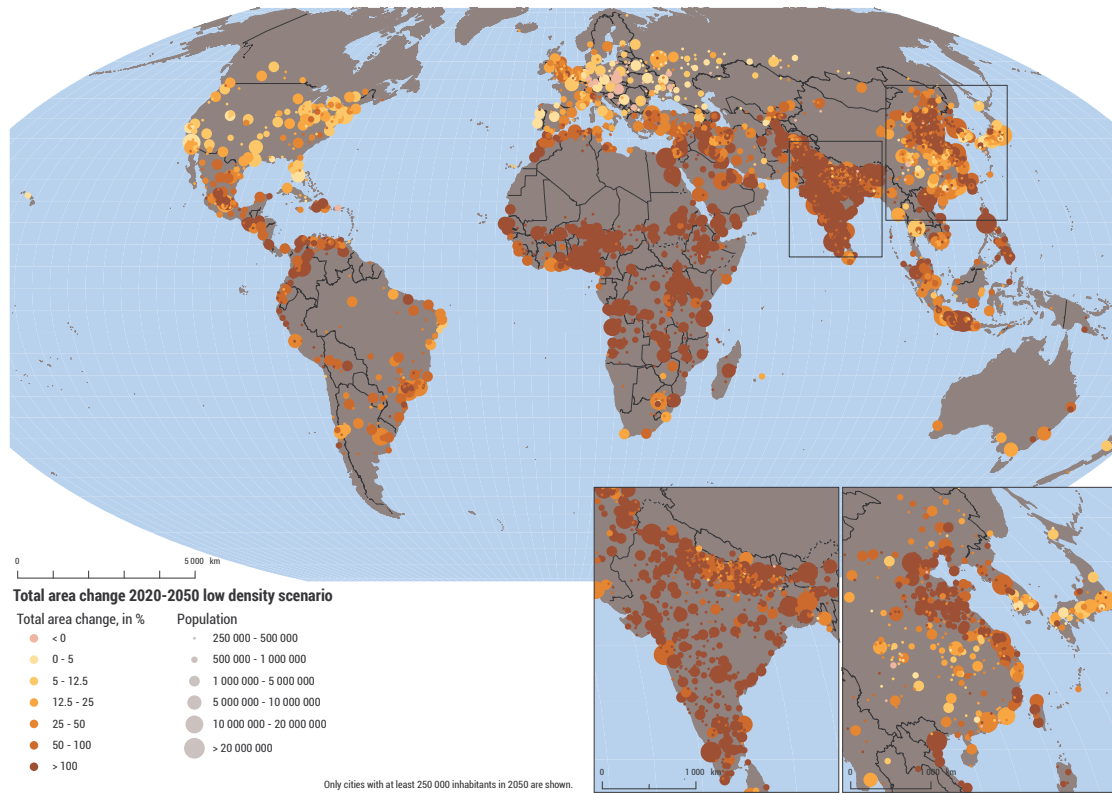 0 5 000 km
Total area change 2020-2050 low density scenario
Total area change, in %
< 0
0 - 5
5 - 12.5
12.5 - 25
25 - 50
50 - 100
> 100
Population
250 000 - 500 000
500 000 - 1 000 000
1 000 000 - 5 000 000
5 000 000 - 10 000 000
10 000 000 - 20 000 000
> 20 000 000
Only cities with at least 250 000 inhabitants in 2050 are shown.
0 1 000 km
0 1 000 km